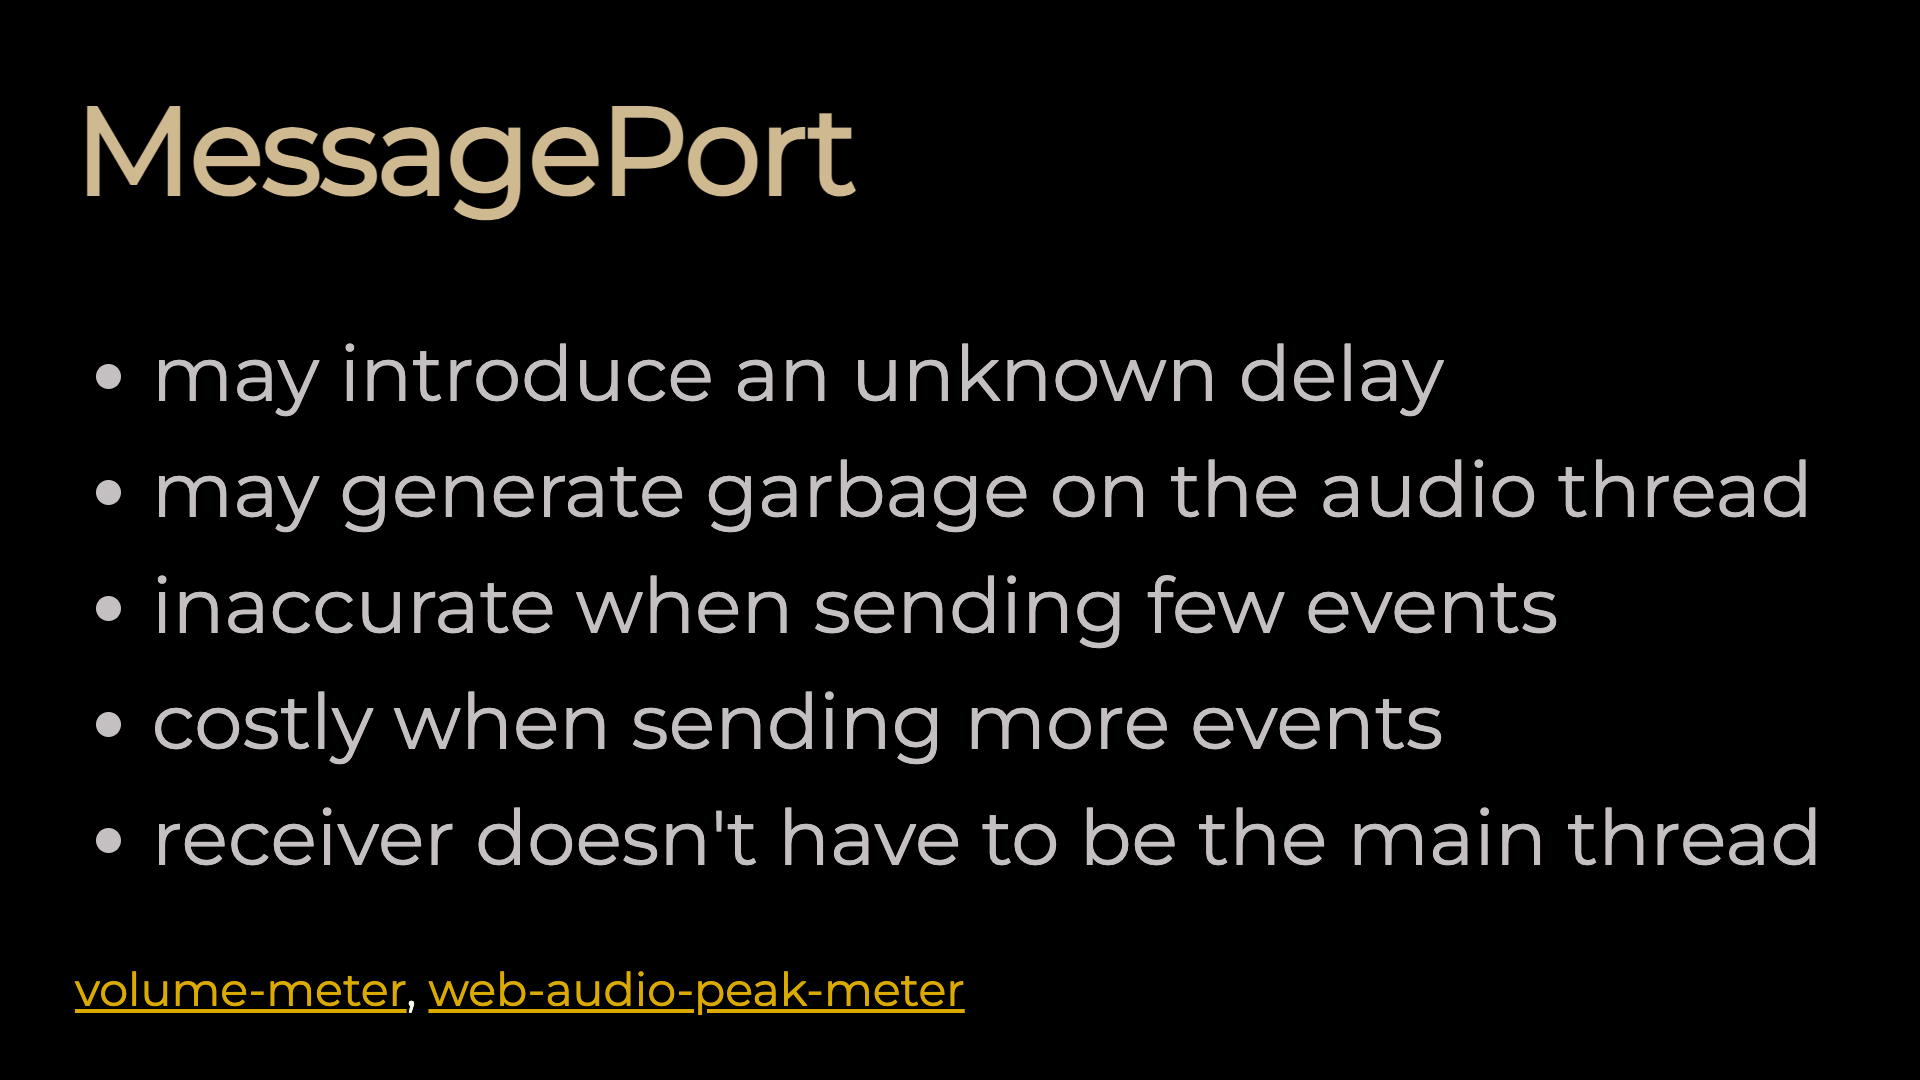 MessagePort
• may introduce an unknown delay
• may generate garbage on the audio thread
• inaccurate when sending few events
• costly when sending more events
• receiver doesn't have to be the main thread
volume-meter, web-audio-peak-meter